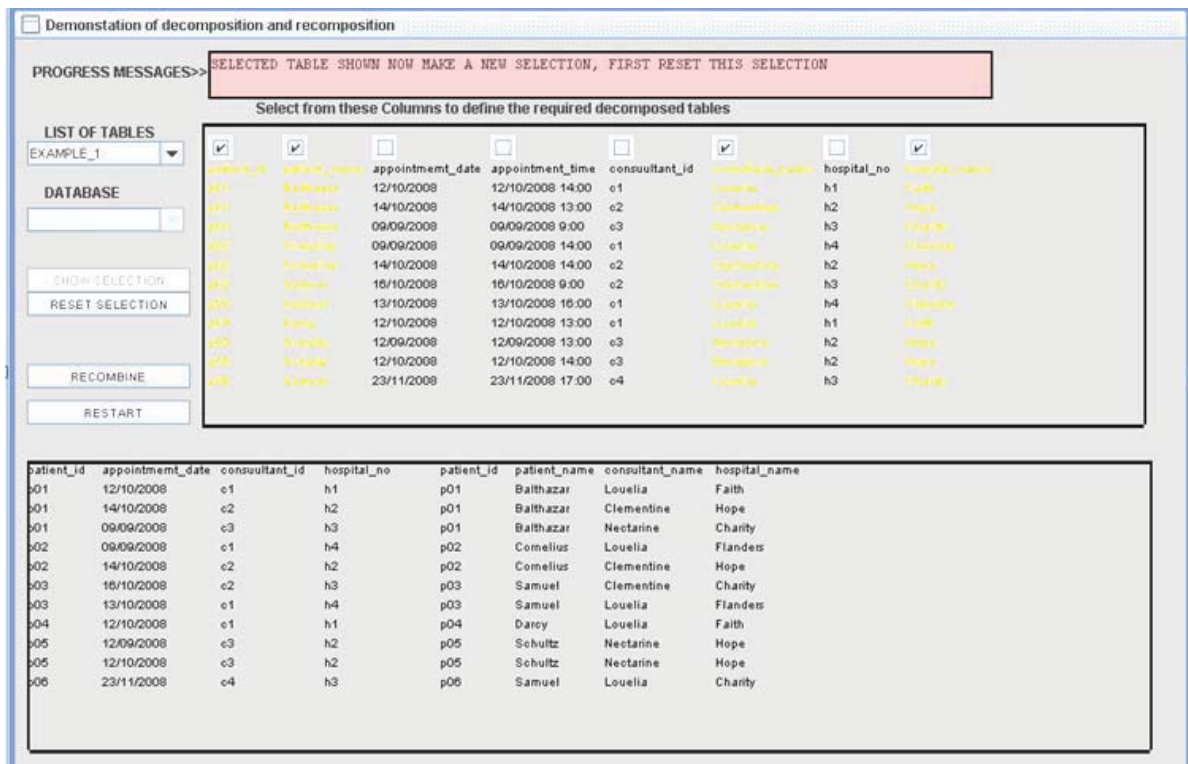 Demonstation of decomposition and recomposition
PROGRESS MESSAGES>>
SELECTED TABLE SHOWN NOW MAKE A NEW SELECTION, FIRST RESET THIS SELECTION
Select from these Columns to define the required decomposed tables
LIST OF TABLES
EXAMPLE_1
DATABASE
SHOW SELECTION
RESET SELECTION
RECOMBINE
RESTART
appointmemt_date appointment_time consuultant_id hospital_no
12/10/2008 12/10/2008 14:00 c1 h1
14/10/2008 14/10/2008 13:00 c2 h2
09/09/2008 09/09/2008 9:00 c3 h3
09/09/2008 09/09/2008 14:00 c1 h4
14/10/2008 14/10/2008 14:00 c2 h2
16/10/2008 16/10/2008 9:00 c2 h3
13/10/2008 13/10/2008 16:00 c1 h4
12/10/2008 12/10/2008 13:00 c1 h1
12/09/2008 12/09/2008 13:00 c3 h2
12/10/2008 12/10/2008 14:00 c3 h2
23/11/2008 23/11/2008 17:00 c4 h3
patient_id appointmemt_date consuultant_id hospital_no patient_id patient_name consultant_name hospital_name
p01 12/10/2008 c1 h1 p01 Balthazar Louelia Faith
p01 14/10/2008 c2 h2 p01 Balthazar Clementine Hope
p01 09/09/2008 c3 h3 p01 Balthazar Nectarine Charity
p02 09/09/2008 c1 h4 p02 Cornelius Louelia Flanders
p02 14/10/2008 c2 h2 p02 Cornelius Clementine Hope
p03 16/10/2008 c2 h3 p03 Samuel Clementine Charity
p03 13/10/2008 c1 h4 p03 Samuel Louelia Flanders
p04 12/10/2008 c1 h1 p04 Darcy Louelia Faith
p05 12/09/2008 c3 h2 p05 Schultz Nectarine Hope
p05 12/10/2008 c3 h2 p05 Schultz Nectarine Hope
p06 23/11/2008 c4 h3 p06 Samuel Louelia Charity